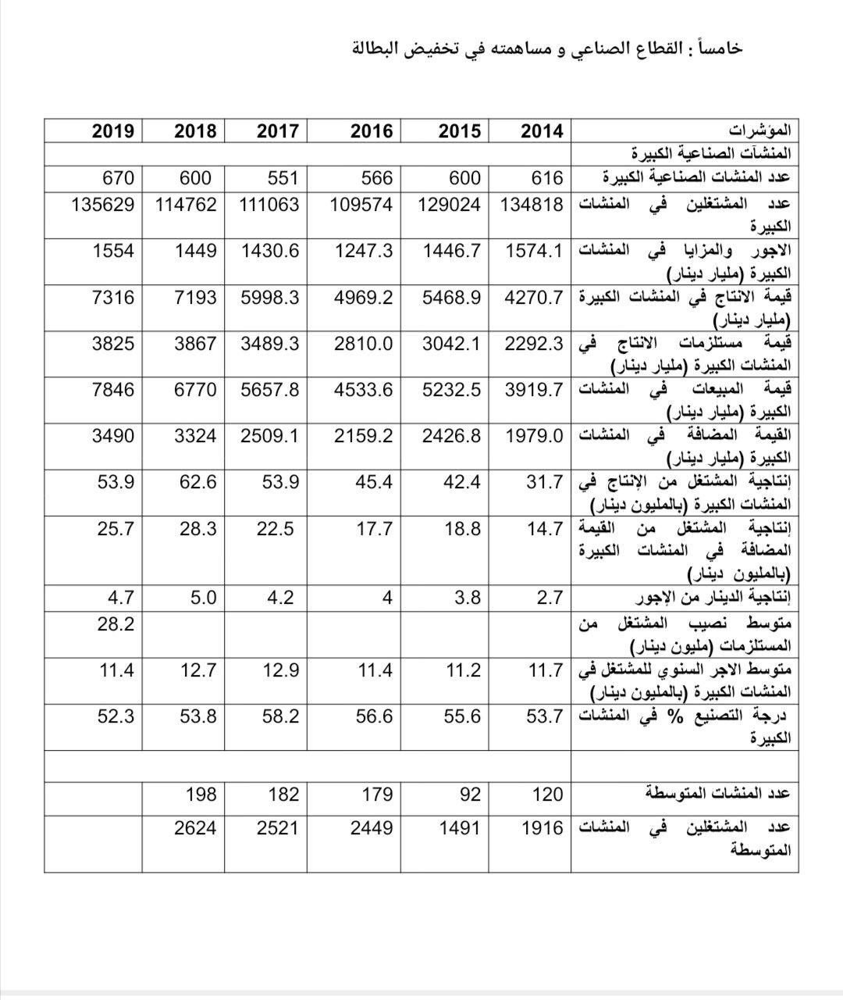 خامساً : القطاع الصناعي و مساهمته في تخفيض البطالة
المؤشرات 2014 2015 2016 2017 2018 2019
المنشآت الصناعية الكبيرة
عدد المنشات الصناعية الكبيرة 616 600 566 551 600 670
عدد المشتغلين في المنشات 134818 129024 109574 111063 114762 135629
الكبيرة
الاجور والمزايا في المنشات 1574.1 1446.7 1247.3 1430.6 1449 1554
الكبيرة (مليار دينار)
قيمة الانتاج في المنشات الكبيرة 4270.7 5468.9 4969.2 5998.3 7193 7316
(مليار دينار)
قيمة مستلزمات الانتاج في 2292.3 3042.1 2810.0 3489.3 3867 3825
المنشات الكبيرة (مليار دينار)
قيمة المبيعات في المنشات 3919.7 5232.5 4533.6 5657.8 6770 7846
الكبيرة (مليار دينار)
القيمة المضافة في المنشات 1979.0 2426.8 2159.2 2509.1 3324 3490
الكبيرة (مليار دينار)
إنتاجية المشتغل من الإنتاج في 31.7 42.4 45.4 53.9 62.6 53.9
المنشات الكبيرة (بالمليون دينار)
إنتاجية المشتغل من القيمة 14.7 18.8 17.7 22.5 28.3 25.7
المضافة في المنشات الكبيرة
(بالمليون دينار)
إنتاجية الدينار من الإجور 2.7 3.8 4 4.2 5.0 4.7
متوسط نصيب المشتغل من 28.2
المستلزمات (مليون دينار)
متوسط الاجر السنوي للمشتغل في 11.7 11.2 11.4 12.9 12.7 11.4
المنشات الكبيرة (بالمليون دينار)
درجة التصنيع % في المنشات 53.7 55.6 56.6 58.2 53.8 52.3
الكبيرة
عدد المنشات المتوسطة 120 92 179 182 198
عدد المشتغلين في المنشات 1916 1491 2449 2521 2624
المتوسطة